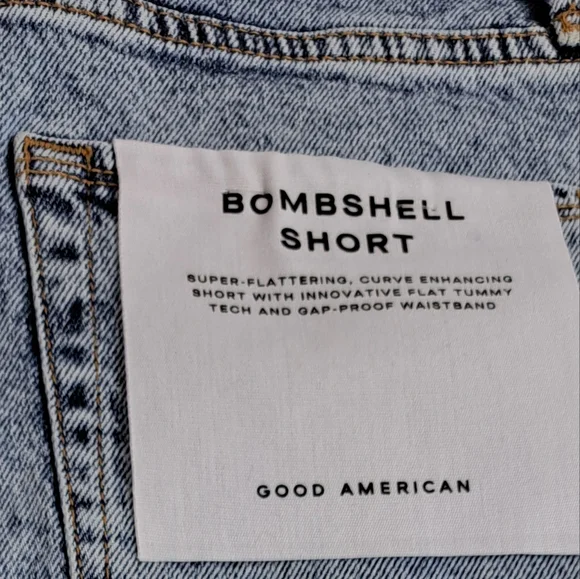 BOMBSHELL
SHORT
SUPER-FLATTERING, CURVE ENHANCING
SHORT WITH INNOVATIVE FLAT TUMMY
TECH AND GAP-PROOF WAISTBAND
GOOD AMERICAN